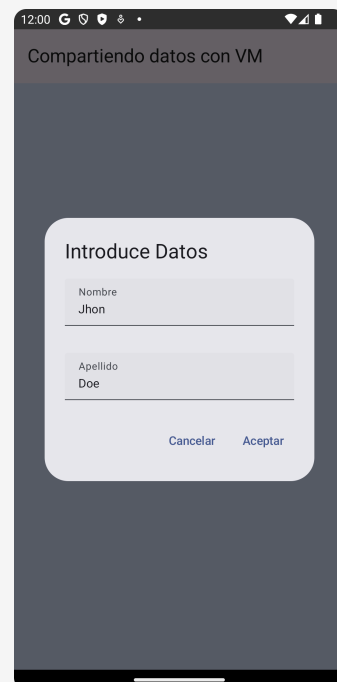 12:00
Compartiendo datos con VM
Introduce Datos
Nombre
Jhon
Apellido
Doe
Cancelar Aceptar